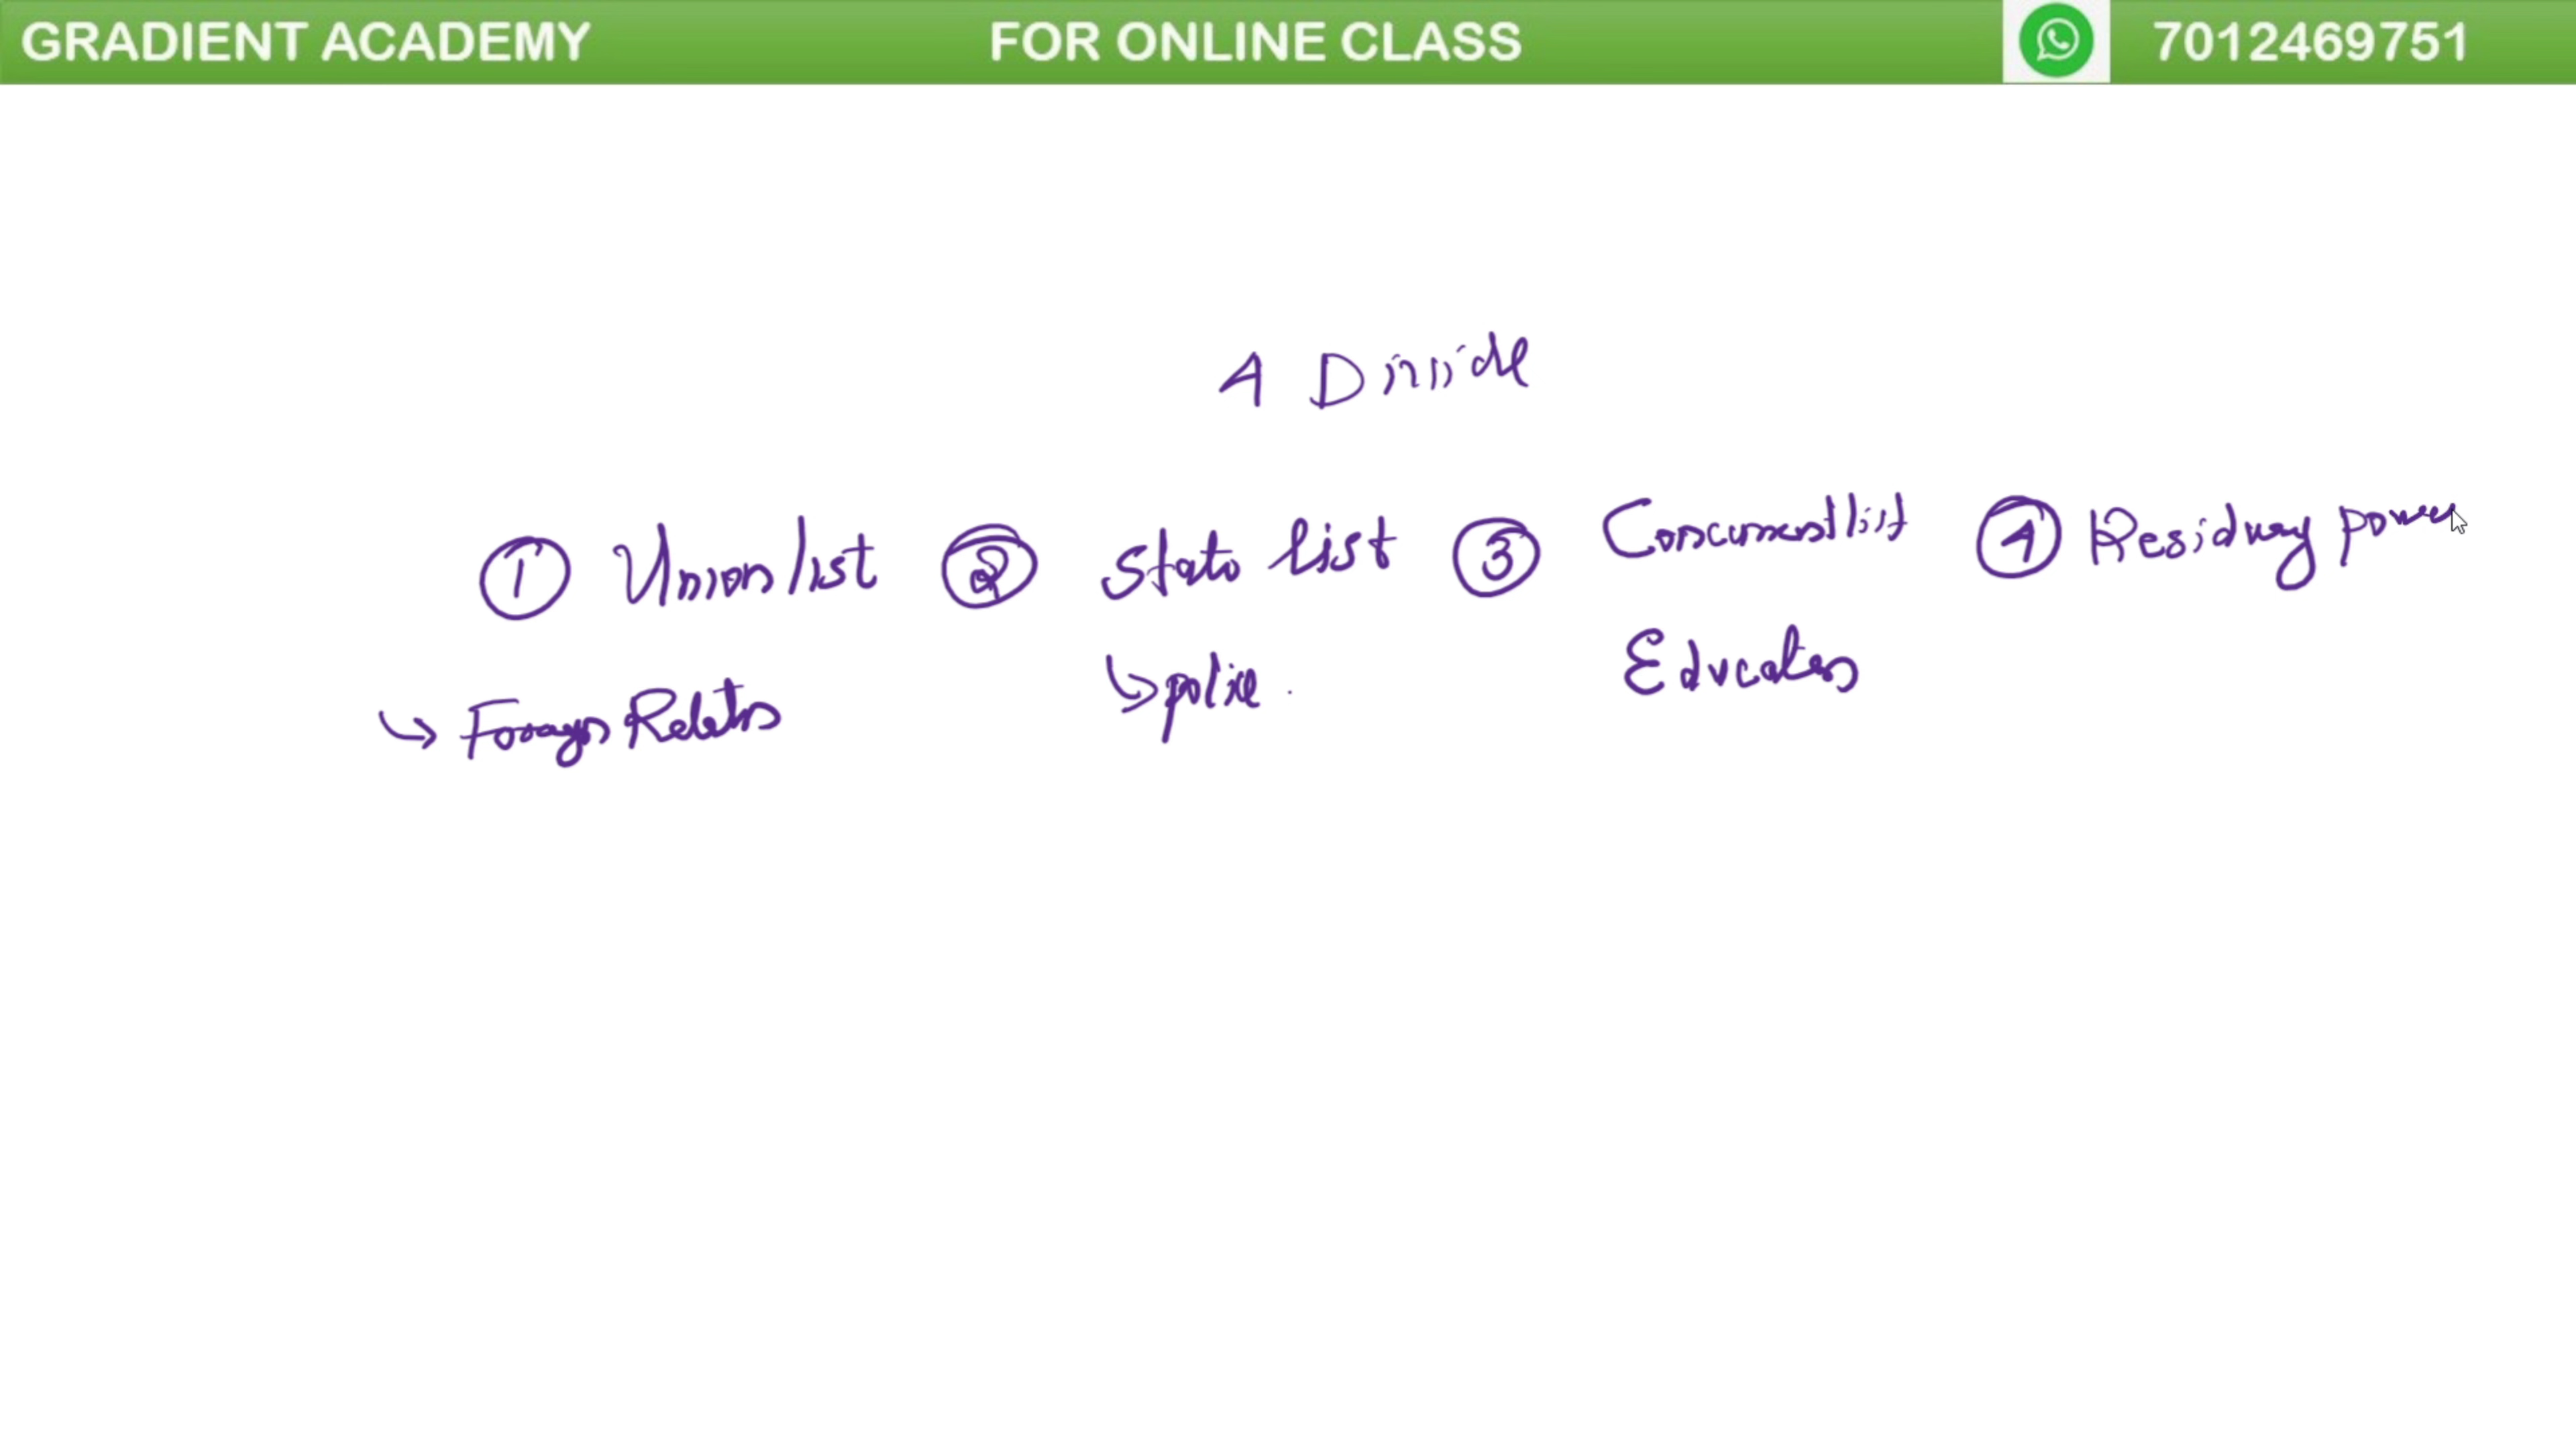 GRADIENT ACADEMY FOR ONLINE CLASS 7012469751
4 Divide
① Union list ② State list ③ Concurrent list ④ Residuary power
↳ Foreign Relations ↳ police . Education